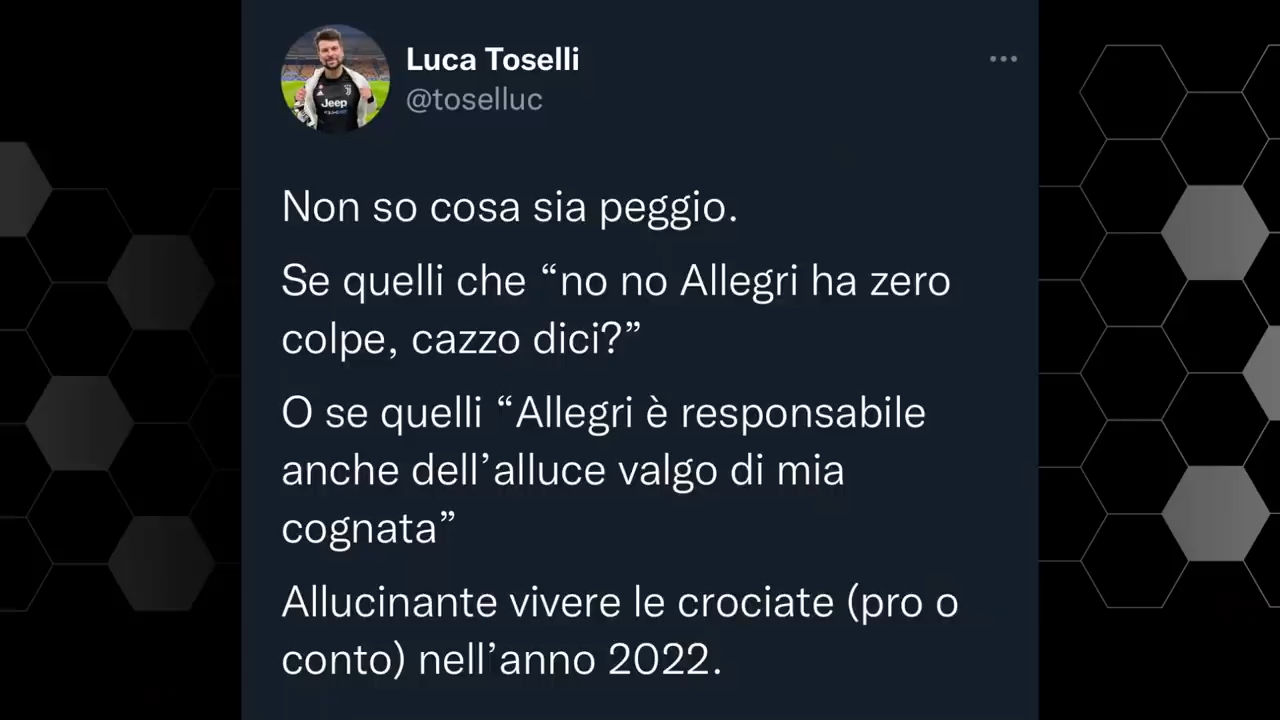 Luca Toselli
@toselluc
Jeep
Non so cosa sia peggio.
Se quelli che “no no Allegri ha zero
colpe, cazzo dici?”
O se quelli “Allegri è responsabile
anche dell’alluce valgo di mia
cognata”
Allucinante vivere le crociate (pro o
conto) nell’anno 2022.